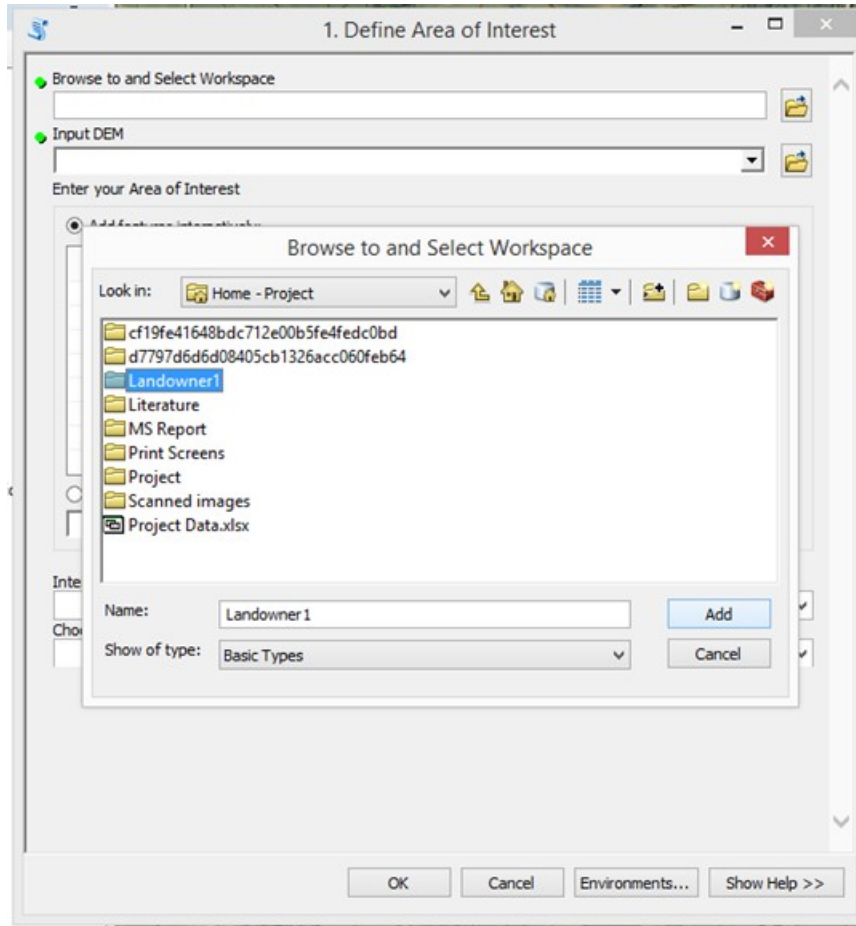 1. Define Area of Interest
Browse to and Select Workspace
Input DEM
Enter your Area of Interest
Browse to and Select Workspace
Look in: Home - Project
cf19fe41648bdc712e00b5fe4fedc0bd
d7797d6d6d08405cb1326acc060feb64
Landowner1
Literature
MS Report
Print Screens
Project
Scanned images
Project Data.xlsx
Name: Landowner1 Add
Show of type: Basic Types Cancel
OK Cancel Environments... Show Help >>